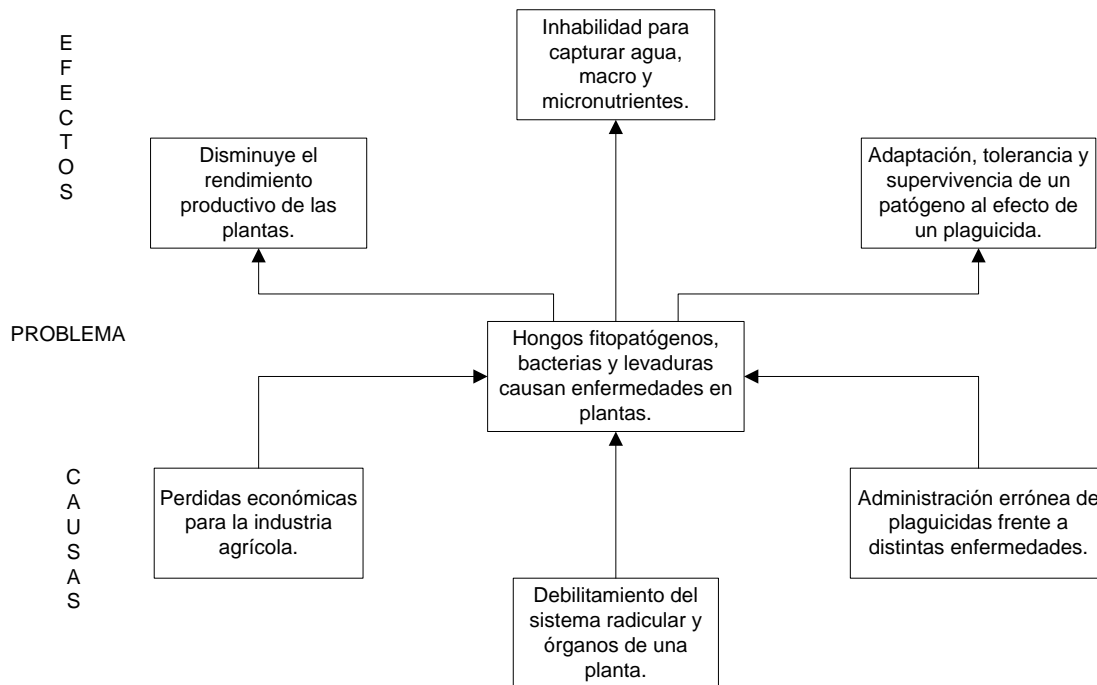 E
F
E
C
T
O
S
Inhabilidad para
capturar agua,
macro y
micronutrientes.
Disminuye el
rendimiento
productivo de las
plantas.
Adaptación, tolerancia y
supervivencia de un
patógeno al efecto de
un plaguicida.
PROBLEMA
Hongos fitopatógenos,
bacterias y levaduras
causan enfermedades en
plantas.
C
A
U
S
A
S
Perdidas económicas
para la industria
agrícola.
Debilitamiento del
sistema radicular y
órganos de una
planta.
Administración errónea de
plaguicidas frente a
distintas enfermedades.